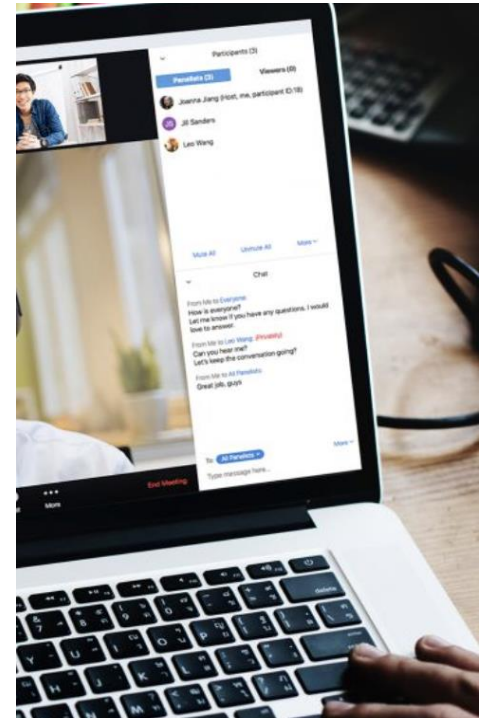 Participants (3)
Panelists (3)
Viewers (0)
Joanna Jiang (Host, me, participant ID:18)
JS
Jill Sanders
Leo Wang
Mute All
Unmute All
More
Chat
From Me to Everyone
How is everyone?
Let me know if you have any questions. I would
love to answer.
From Me to Leo Wang (Privately)
Can you hear me?
Let's keep the conversation going?
From Me to All Panelists
Great job, guys
To: All Panelists
More
Type message here...
More
End Meeting
delete